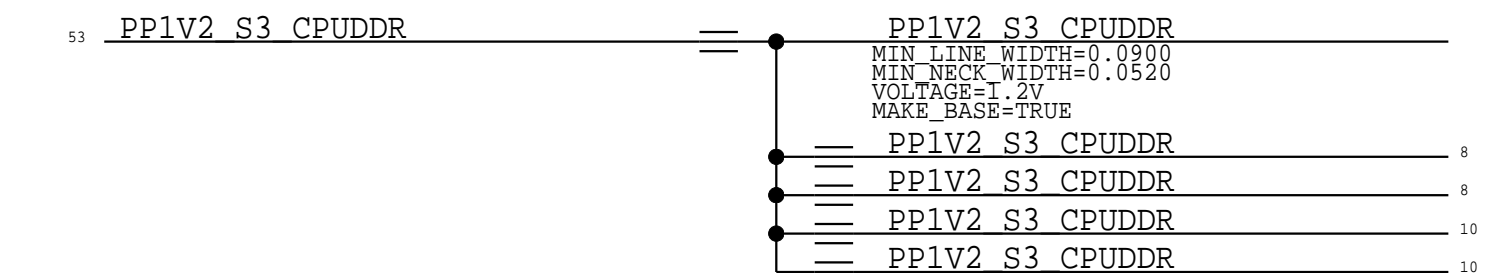 53 PP1V2_S3_CPUDDR
PP1V2_S3_CPUDDR
MIN_LINE_WIDTH=0.0900
MIN_NECK_WIDTH=0.0520
VOLTAGE=1.2V
MAKE_BASE=TRUE
PP1V2_S3_CPUDDR 8
PP1V2_S3_CPUDDR 8
PP1V2_S3_CPUDDR 10
PP1V2_S3_CPUDDR 10